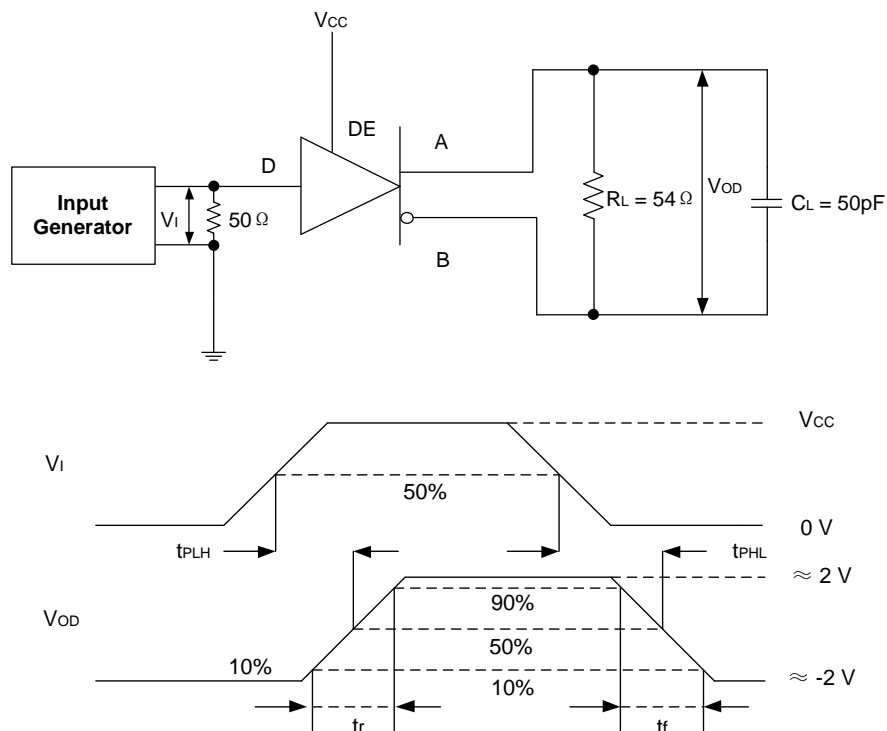 VCC
DE
D
A
Input
Generator
VI
50 Ω
RL = 54 Ω
VOD
CL = 50pF
B
VCC
VI
50%
0 V
tPLH
tPHL
≈ 2 V
90%
VOD
50%
10%
10%
≈ -2 V
tr
tf